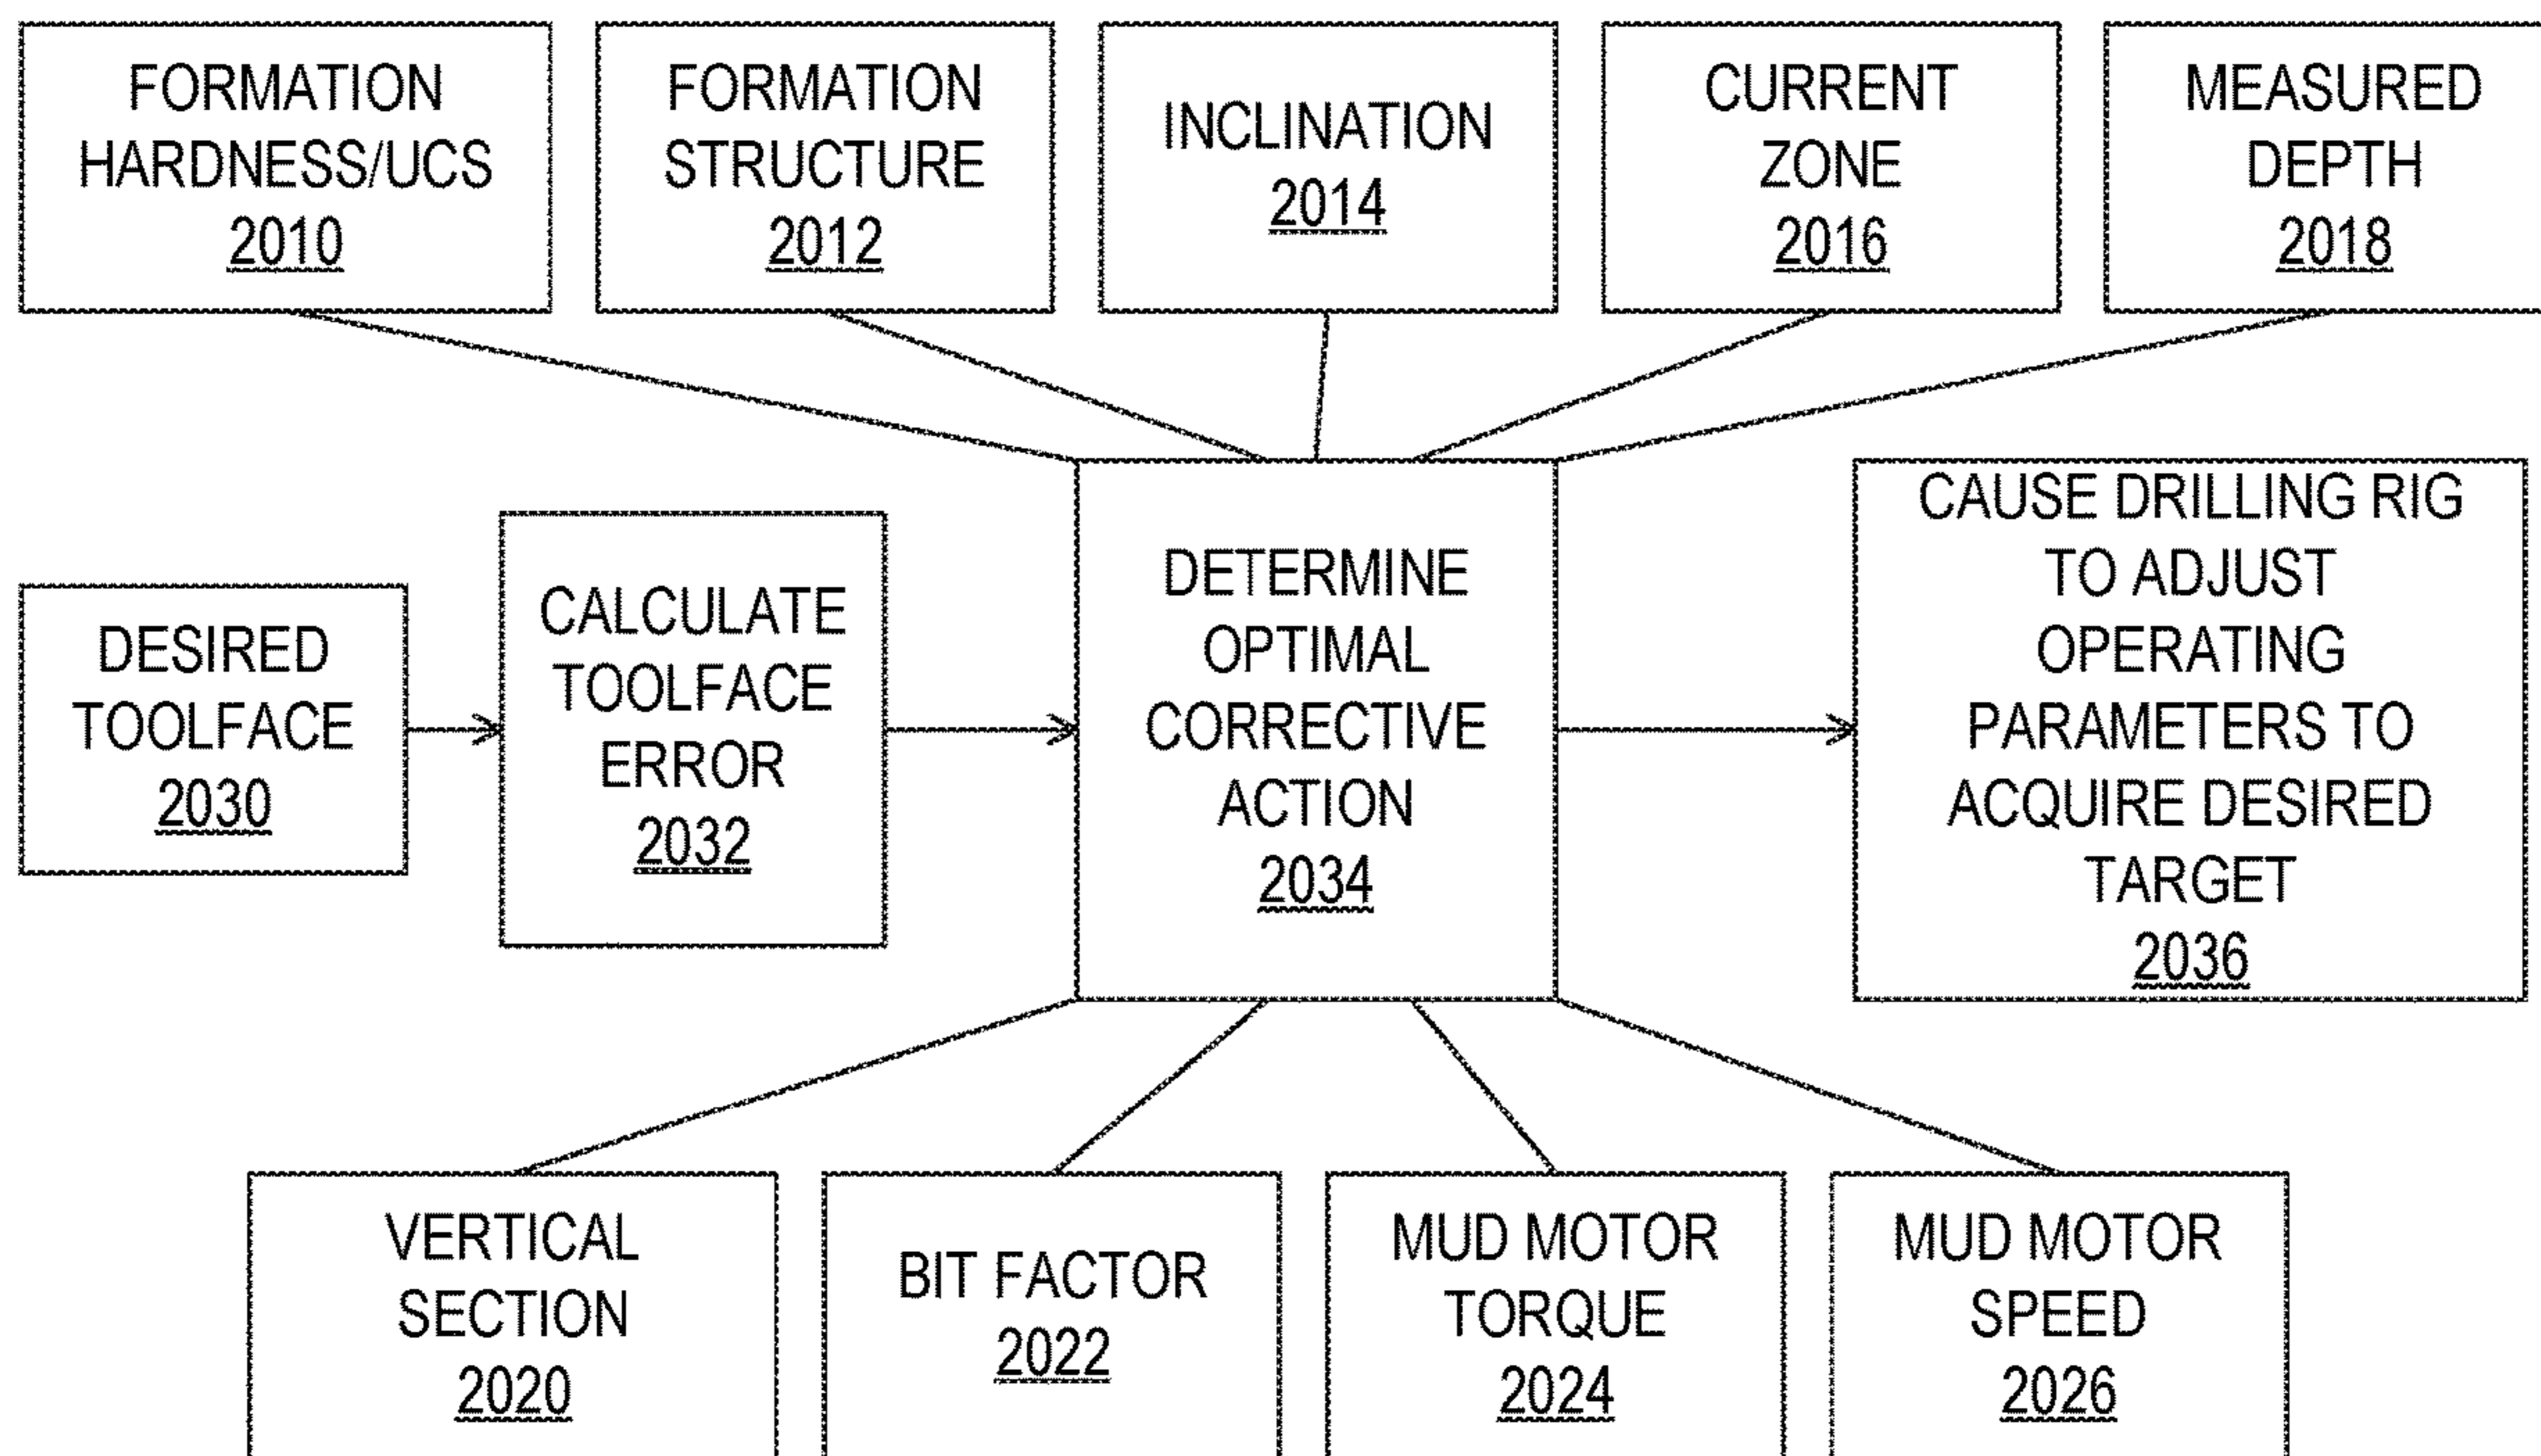 FORMATION
HARDNESS/UCS
2010
FORMATION
STRUCTURE
2012
INCLINATION
2014
CURRENT
ZONE
2016
MEASURED
DEPTH
2018
DESIRED
TOOLFACE
2030
CALCULATE
TOOLFACE
ERROR
2032
DETERMINE
OPTIMAL
CORRECTIVE
ACTION
2034
CAUSE DRILLING RIG
TO ADJUST
OPERATING
PARAMETERS TO
ACQUIRE DESIRED
TARGET
2036
VERTICAL
SECTION
2020
BIT FACTOR
2022
MUD MOTOR
TORQUE
2024
MUD MOTOR
SPEED
2026